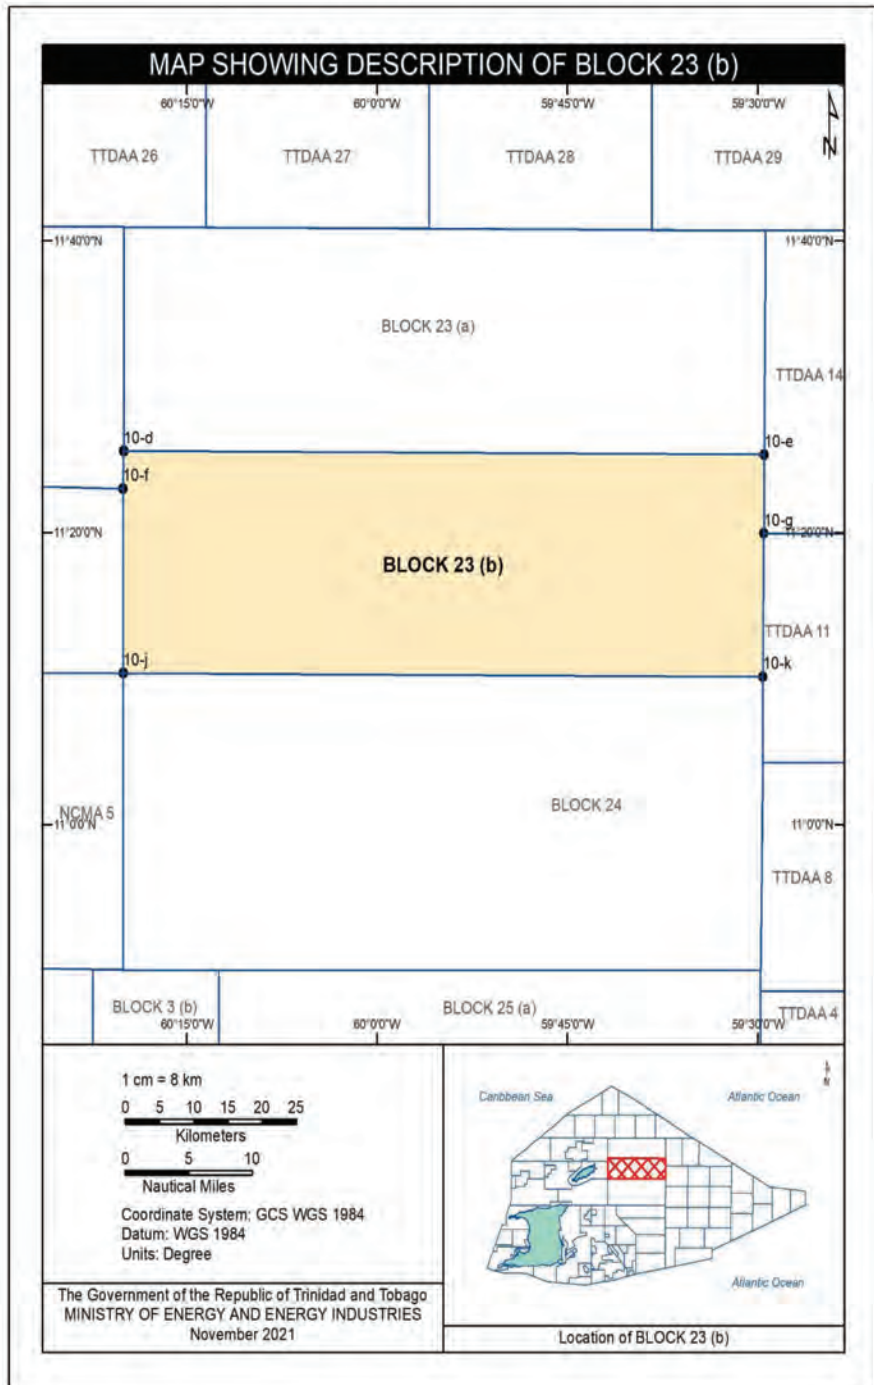 MAP SHOWING DESCRIPTION OF BLOCK 23 (b)
60°15'0"W 60°0'0"W 59°45'0"W 59°30'0"W
N
TTDAA 26 TTDAA 27 TTDAA 28 TTDAA 29
11°40'0"N 11°40'0"N
BLOCK 23 (a)
TTDAA 14
10-d 10-e
10-f
10-g
11°20'0"N 11°20'0"N
BLOCK 23 (b)
TTDAA 11
10-j 10-k
BLOCK 24
NCMA 5
11°0'0"N 11°0'0"N
TTDAA 8
BLOCK 3 (b) BLOCK 25 (a) TTDAA 4
60°15'0"W 60°0'0"W 59°45'0"W 59°30'0"W
1 cm = 8 km
0 5 10 15 20 25
Kilometers
0 5 10
Nautical Miles
Coordinate System: GCS WGS 1984
Datum: WGS 1984
Units: Degree
The Government of the Republic of Trinidad and Tobago
MINISTRY OF ENERGY AND ENERGY INDUSTRIES
November 2021
N
Caribbean Sea Atlantic Ocean
Atlantic Ocean
Location of BLOCK 23 (b)